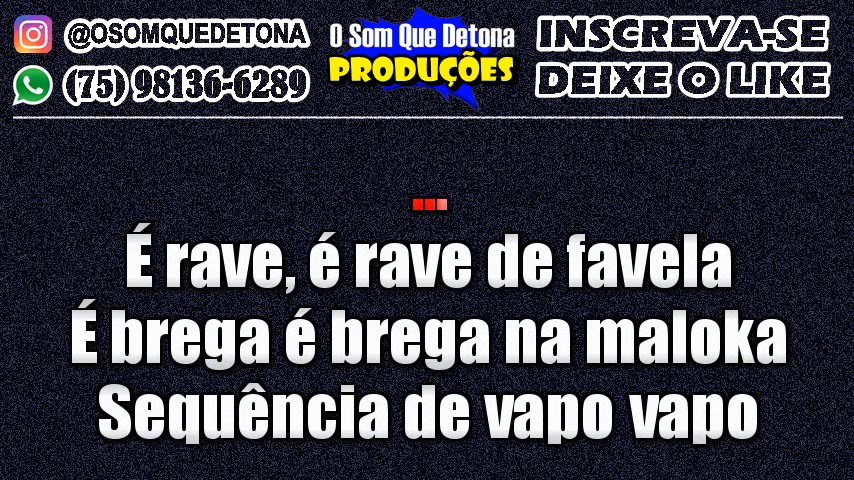 @OSOMQUEDETONA
(75) 98136-6289
O Som Que Detona
PRODUÇÕES
INSCREVA-SE
DEIXE O LIKE
É rave, é rave de favela
É brega é brega na maloka
Sequência de vapo vapo